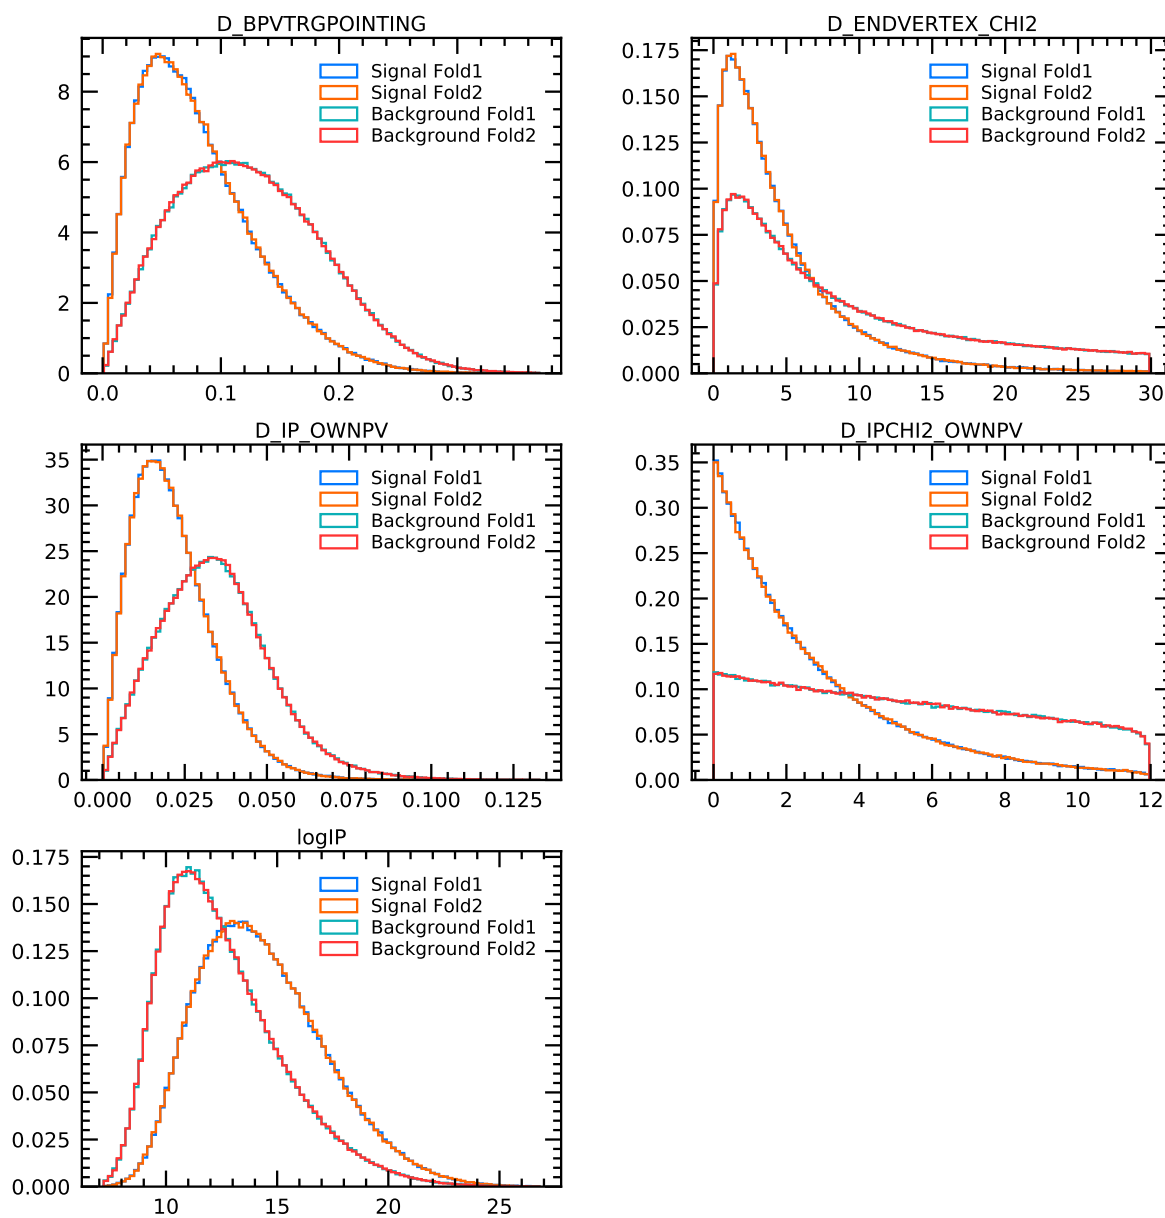 D_BPVTRGPOINTING
Signal Fold1
Signal Fold2
Background Fold1
Background Fold2
8
6
4
2
0
0.0 0.1 0.2 0.3
D_ENDVERTEX_CHI2
Signal Fold1
Signal Fold2
Background Fold1
Background Fold2
0.175
0.150
0.125
0.100
0.075
0.050
0.025
0.000
0 5 10 15 20 25 30
D_IP_OWNPV
Signal Fold1
Signal Fold2
Background Fold1
Background Fold2
35
30
25
20
15
10
5
0
0.000 0.025 0.050 0.075 0.100 0.125
D_IPCHI2_OWNPV
Signal Fold1
Signal Fold2
Background Fold1
Background Fold2
0.35
0.30
0.25
0.20
0.15
0.10
0.05
0.00
0 2 4 6 8 10 12
logIP
Signal Fold1
Signal Fold2
Background Fold1
Background Fold2
0.175
0.150
0.125
0.100
0.075
0.050
0.025
0.000
10 15 20 25